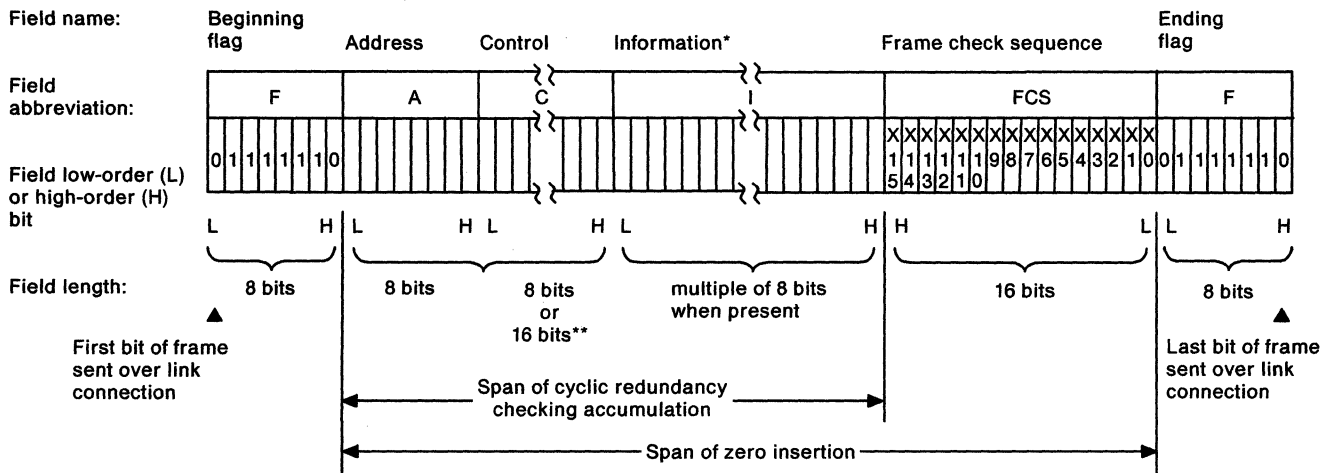 Field name:
Beginning
flag
Address
Control
Information*
Frame check sequence
Ending
flag
Field
abbreviation:
F
A
C
I
FCS
F
Field low-order (L)
or high-order (H)
bit
X X X X X X X X X X X X X X X X
0 1 1 1 1 1 1 0
1 1 1 1 1 1 9 8 7 6 5 4 3 2 1 0
0 1 1 1 1 1 1 0
5 4 3 2 1 0
L H L H L H L H H L L H
Field length:
8 bits
8 bits
8 bits
or
16 bits**
multiple of 8 bits
when present
16 bits
8 bits
First bit of frame
sent over link
connection
Last bit of frame
sent over link
connection
Span of cyclic redundancy
checking accumulation
Span of zero insertion